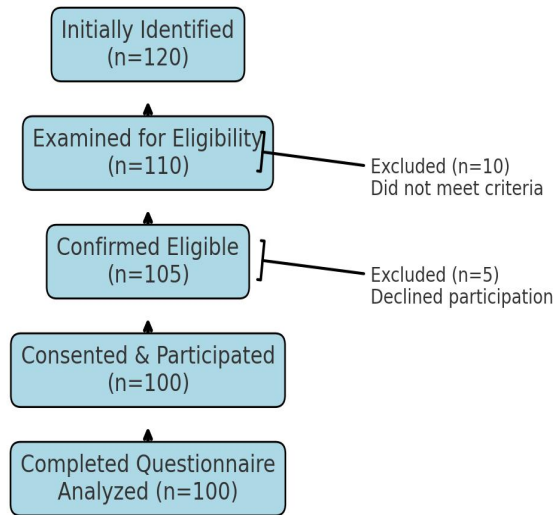 Initially Identified
(n=120)
Examined for Eligibility
(n=110)
Excluded (n=10)
Did not meet criteria
Confirmed Eligible
(n=105)
Excluded (n=5)
Declined participation
Consented & Participated
(n=100)
Completed Questionnaire
Analyzed (n=100)